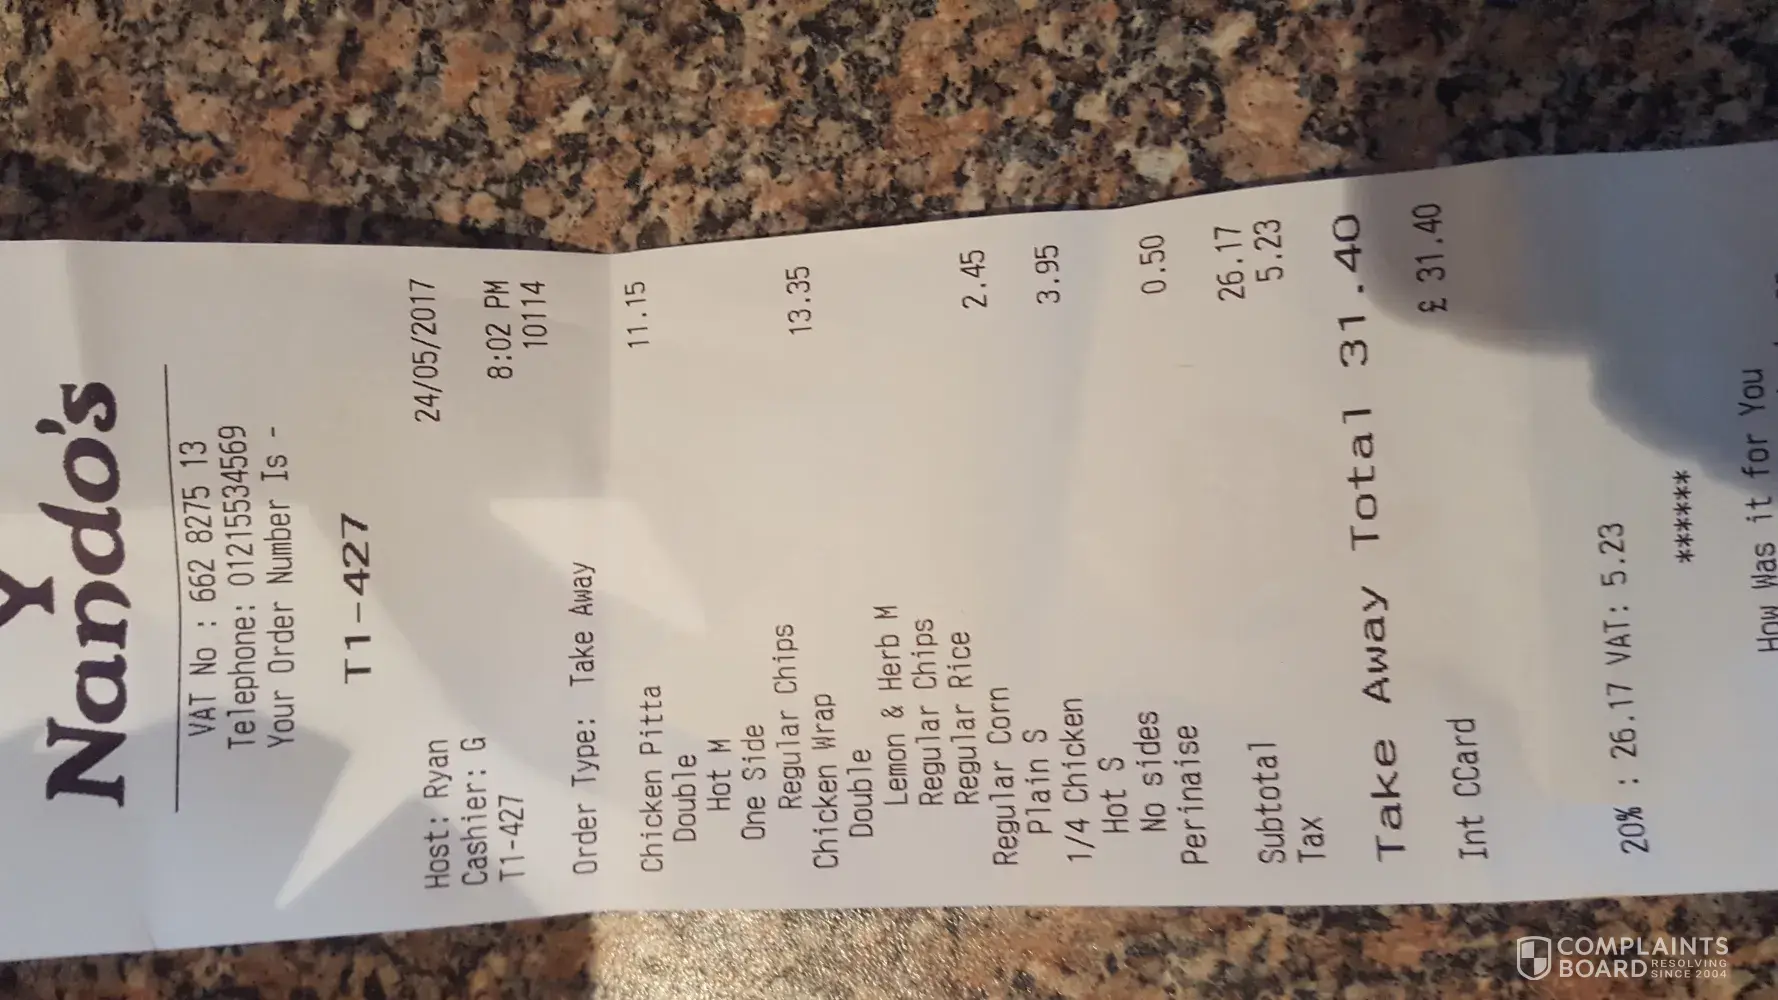 Y
Nando's
VAT No : 662 8275 13
Telephone: 01215534569
Your Order Number Is -
T1-427
Host: Ryan 24/05/2017
Cashier: G
T1-427 8:02 PM
10114
Order Type: Take Away
Chicken Pitta 11.15
Double
Hot M
One Side
Regular Chips
Chicken Wrap 13.35
Double
Lemon & Herb M
Regular Chips
Regular Rice
Regular Corn 2.45
Plain S
1/4 Chicken 3.95
Hot S
No sides
Perinaise 0.50
Subtotal 26.17
Tax 5.23
Take Away Total 31.40
Int CCard £ 31.40
20% : 26.17 VAT: 5.23
******
How Was it for You
COMPLAINTS
BOARD RESOLVING SINCE 2004